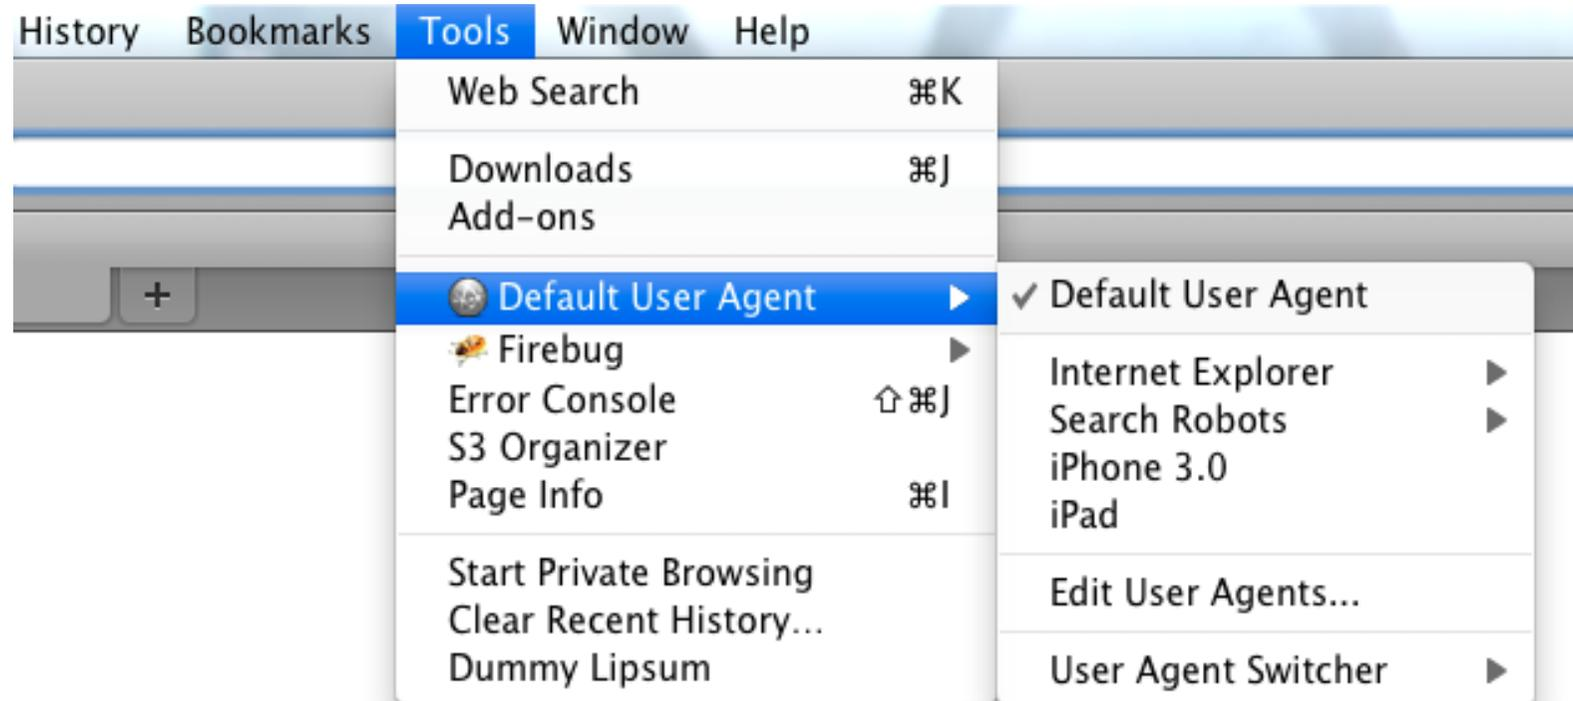 History Bookmarks Tools Window Help
Web Search ⌘K
Downloads ⌘J
Add-ons
Default User Agent
Firebug
Error Console ⇧⌘J
S3 Organizer
Page Info ⌘I
Start Private Browsing
Clear Recent History...
Dummy Lipsum
Default User Agent
Internet Explorer
Search Robots
iPhone 3.0
iPad
Edit User Agents...
User Agent Switcher